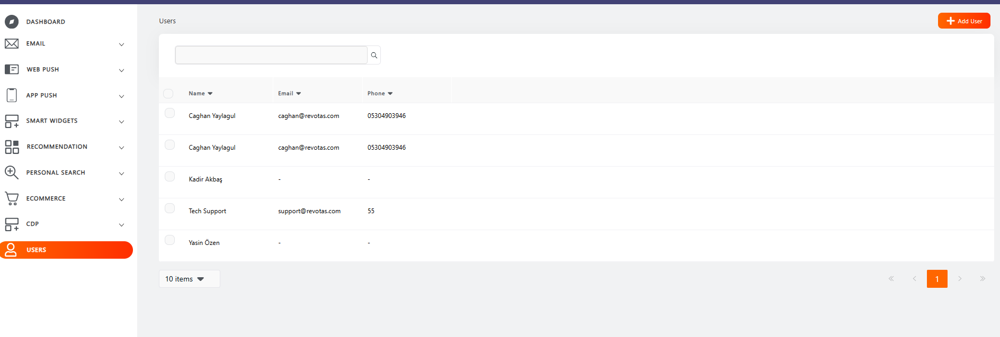 DASHBOARD
EMAIL
WEB PUSH
APP PUSH
SMART WIDGETS
RECOMMENDATION
PERSONAL SEARCH
ECOMMERCE
CDP
USERS
Users
Add User
Name Email Phone
Caghan Yaylagul caghan@revotas.com 05304903946
Caghan Yaylagul caghan@revotas.com 05304903946
Kadir Akbaş - -
Tech Support support@revotas.com 55
Yasin Özen - -
10 items
1